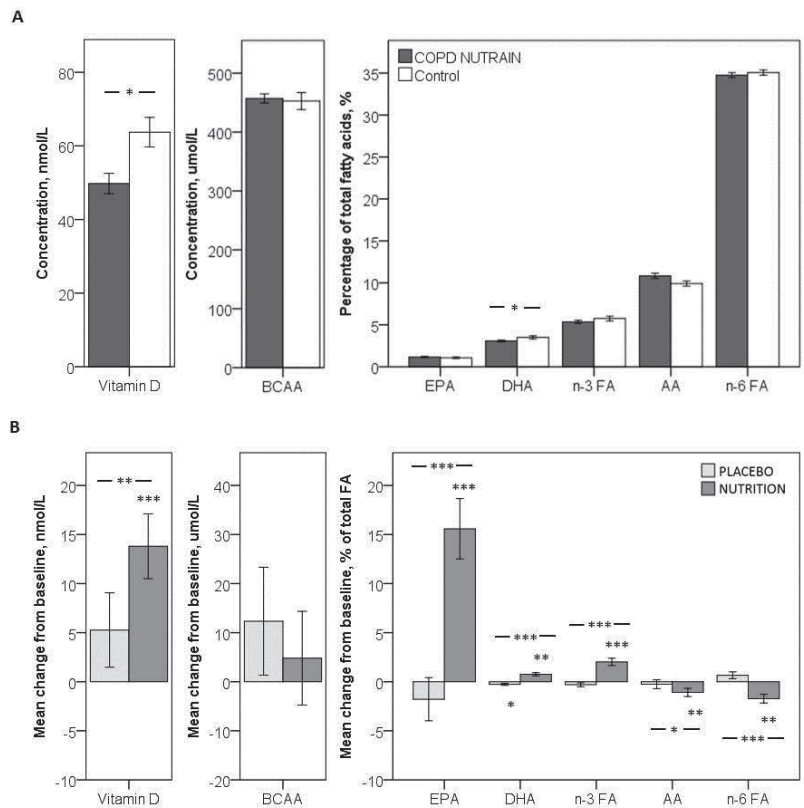 A
Concentration, nmol/L
80
60
40
20
0
*
Vitamin D
Concentration, umol/L
500
400
300
200
100
0
BCAA
Percentage of total fatty acids, %
35
30
25
20
15
10
5
0
COPD NUTRAIN
Control
*
EPA
DHA
n-3 FA
AA
n-6 FA
B
Mean change from baseline, nmol/L
20
15
10
5
0
-5
-10
**
***
Vitamin D
Mean change from baseline, umol/L
40
30
20
10
0
-10
-20
BCAA
Mean change from baseline, % of total FA
20
15
10
5
0
-5
-10
PLACEBO
NUTRITION
***
***
***
**
*
***
***
**
*
**
***
EPA
DHA
n-3 FA
AA
n-6 FA